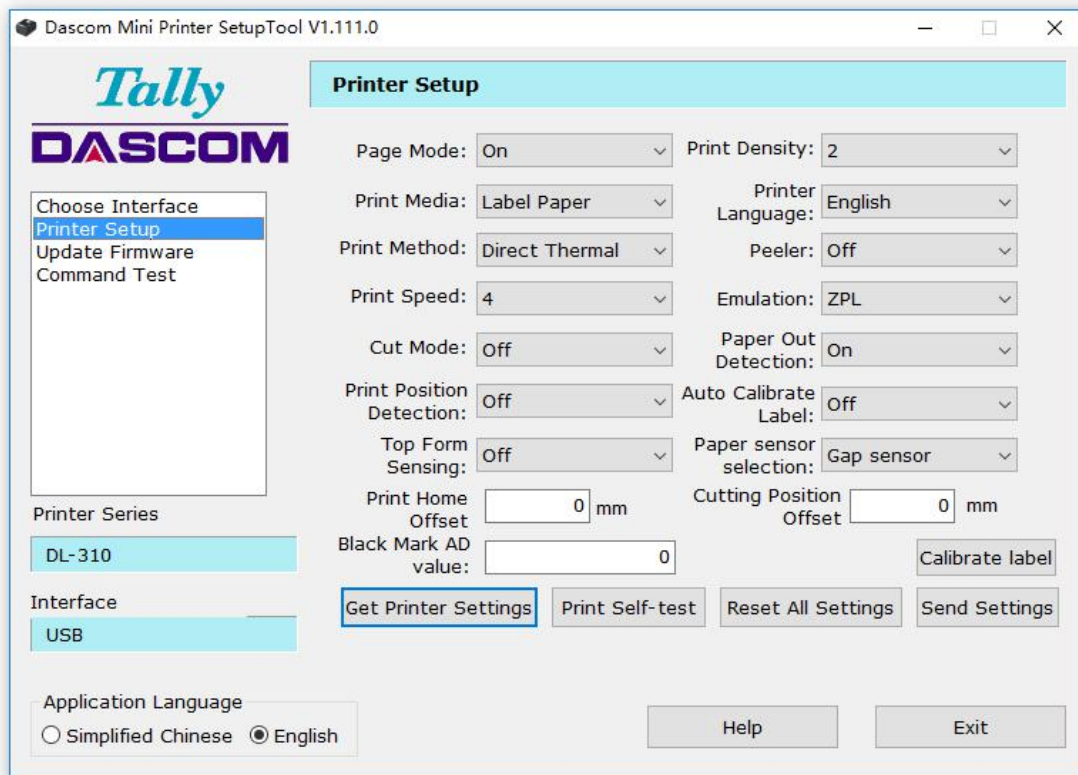 Dascom Mini Printer SetupTool V1.111.0
Tally
DASCOM
Choose Interface
Printer Setup
Update Firmware
Command Test
Printer Series
DL-310
Interface
USB
Application Language
Simplified Chinese English
Printer Setup
Page Mode: On Print Density: 2
Print Media: Label Paper Printer
Language: English
Print Method: Direct Thermal Peeler: Off
Print Speed: 4 Emulation: ZPL
Cut Mode: Off Paper Out
Detection: On
Print Position
Detection: Off Auto Calibrate
Label: Off
Top Form
Sensing: Off Paper sensor
selection: Gap sensor
Print Home
Offset 0 mm Cutting Position
Offset 0 mm
Black Mark AD
value: 0 Calibrate label
Get Printer Settings Print Self-test Reset All Settings Send Settings
Help Exit